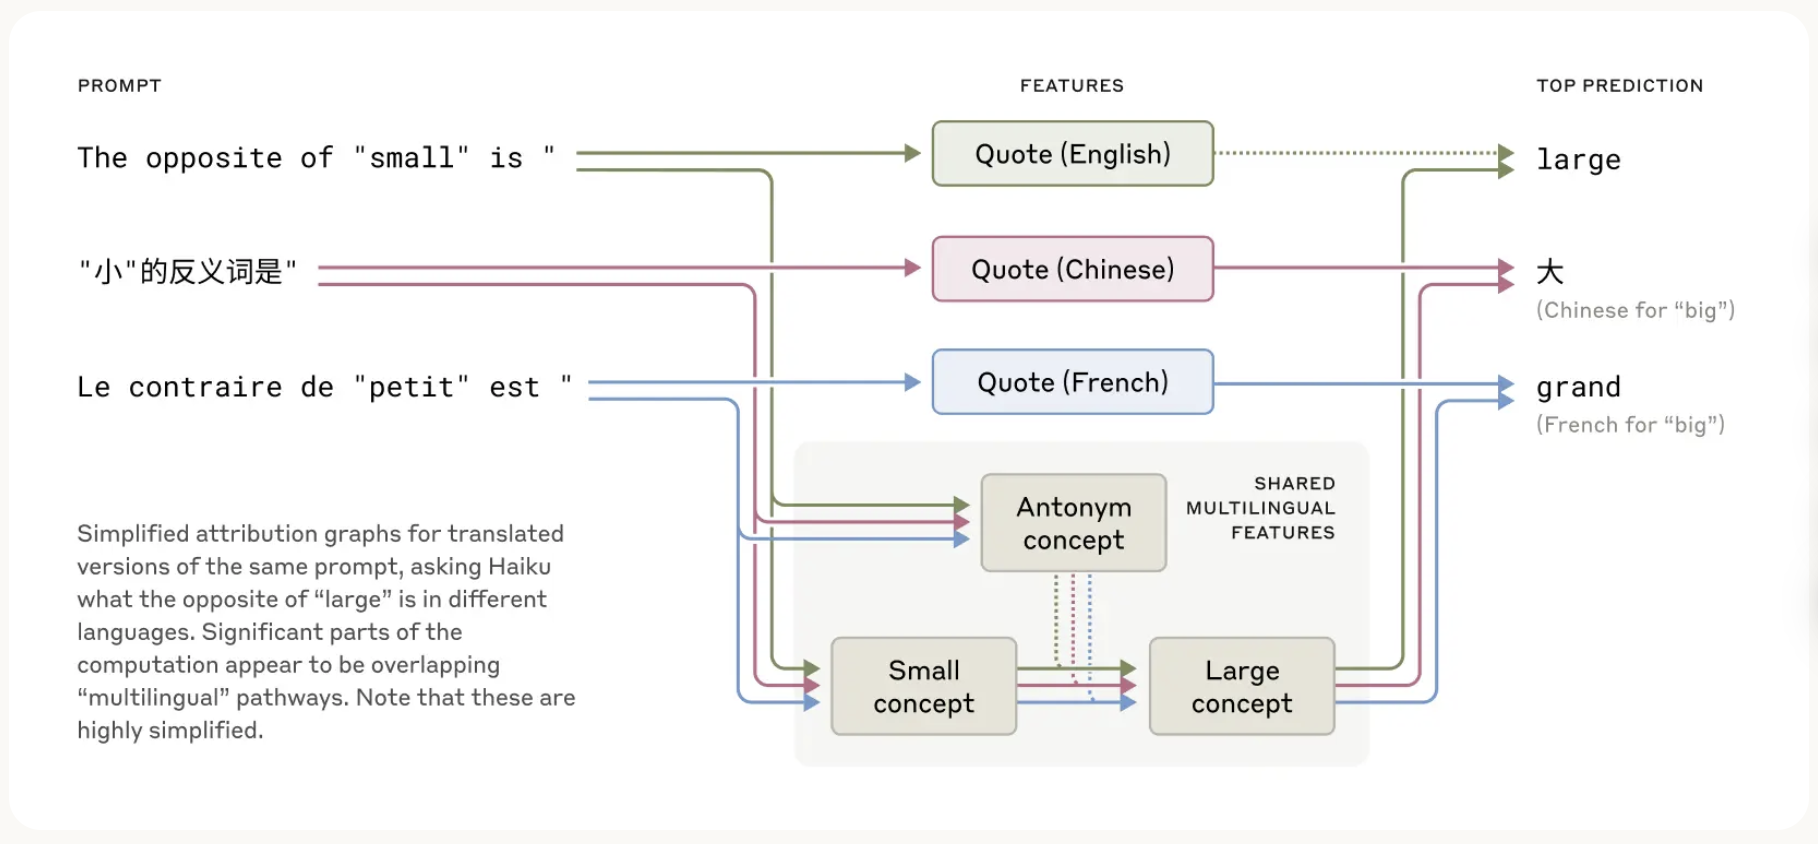 PROMPT
FEATURES
TOP PREDICTION
The opposite of "small" is "
Quote (English)
large
"小"的反义词是"
Quote (Chinese)
大
(Chinese for “big”)
Le contraire de "petit" est "
Quote (French)
grand
(French for “big”)
SHARED
MULTILINGUAL
FEATURES
Antonym
concept
Small
concept
Large
concept
Simplified attribution graphs for translated
versions of the same prompt, asking Haiku
what the opposite of “large” is in different
languages. Significant parts of the
computation appear to be overlapping
“multilingual” pathways. Note that these are
highly simplified.